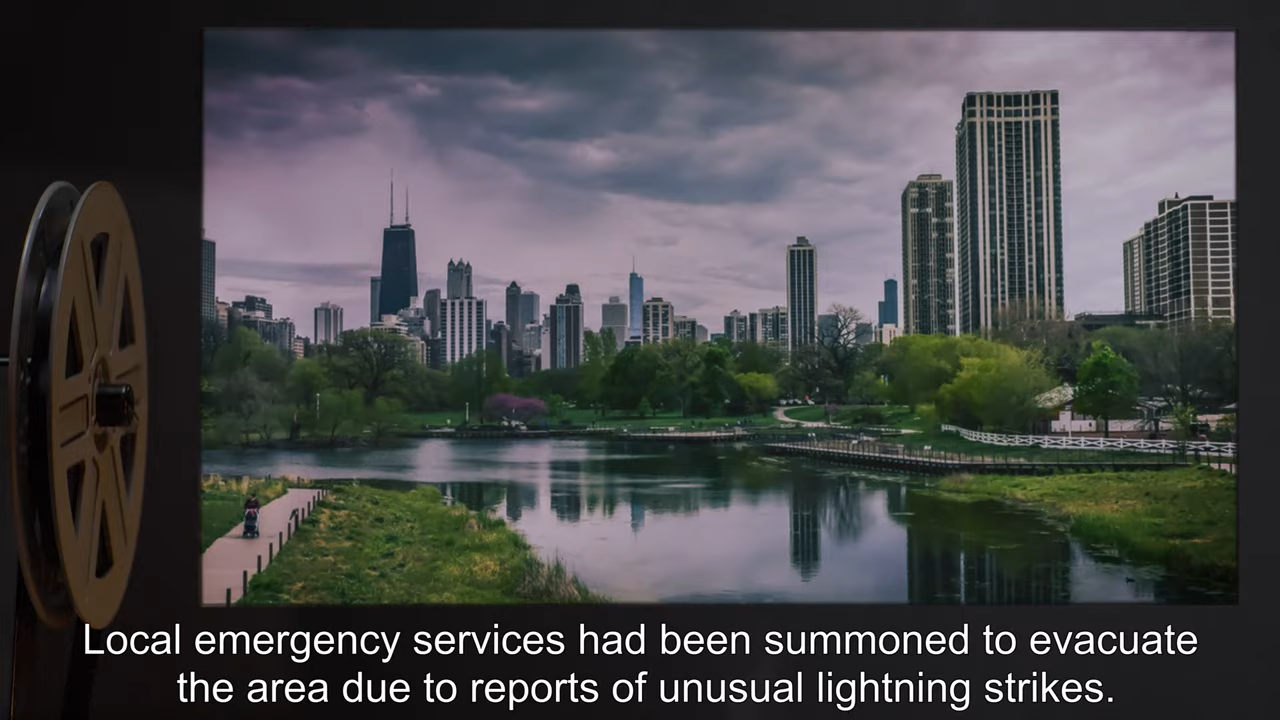 Local emergency services had been summoned to evacuate
the area due to reports of unusual lightning strikes.